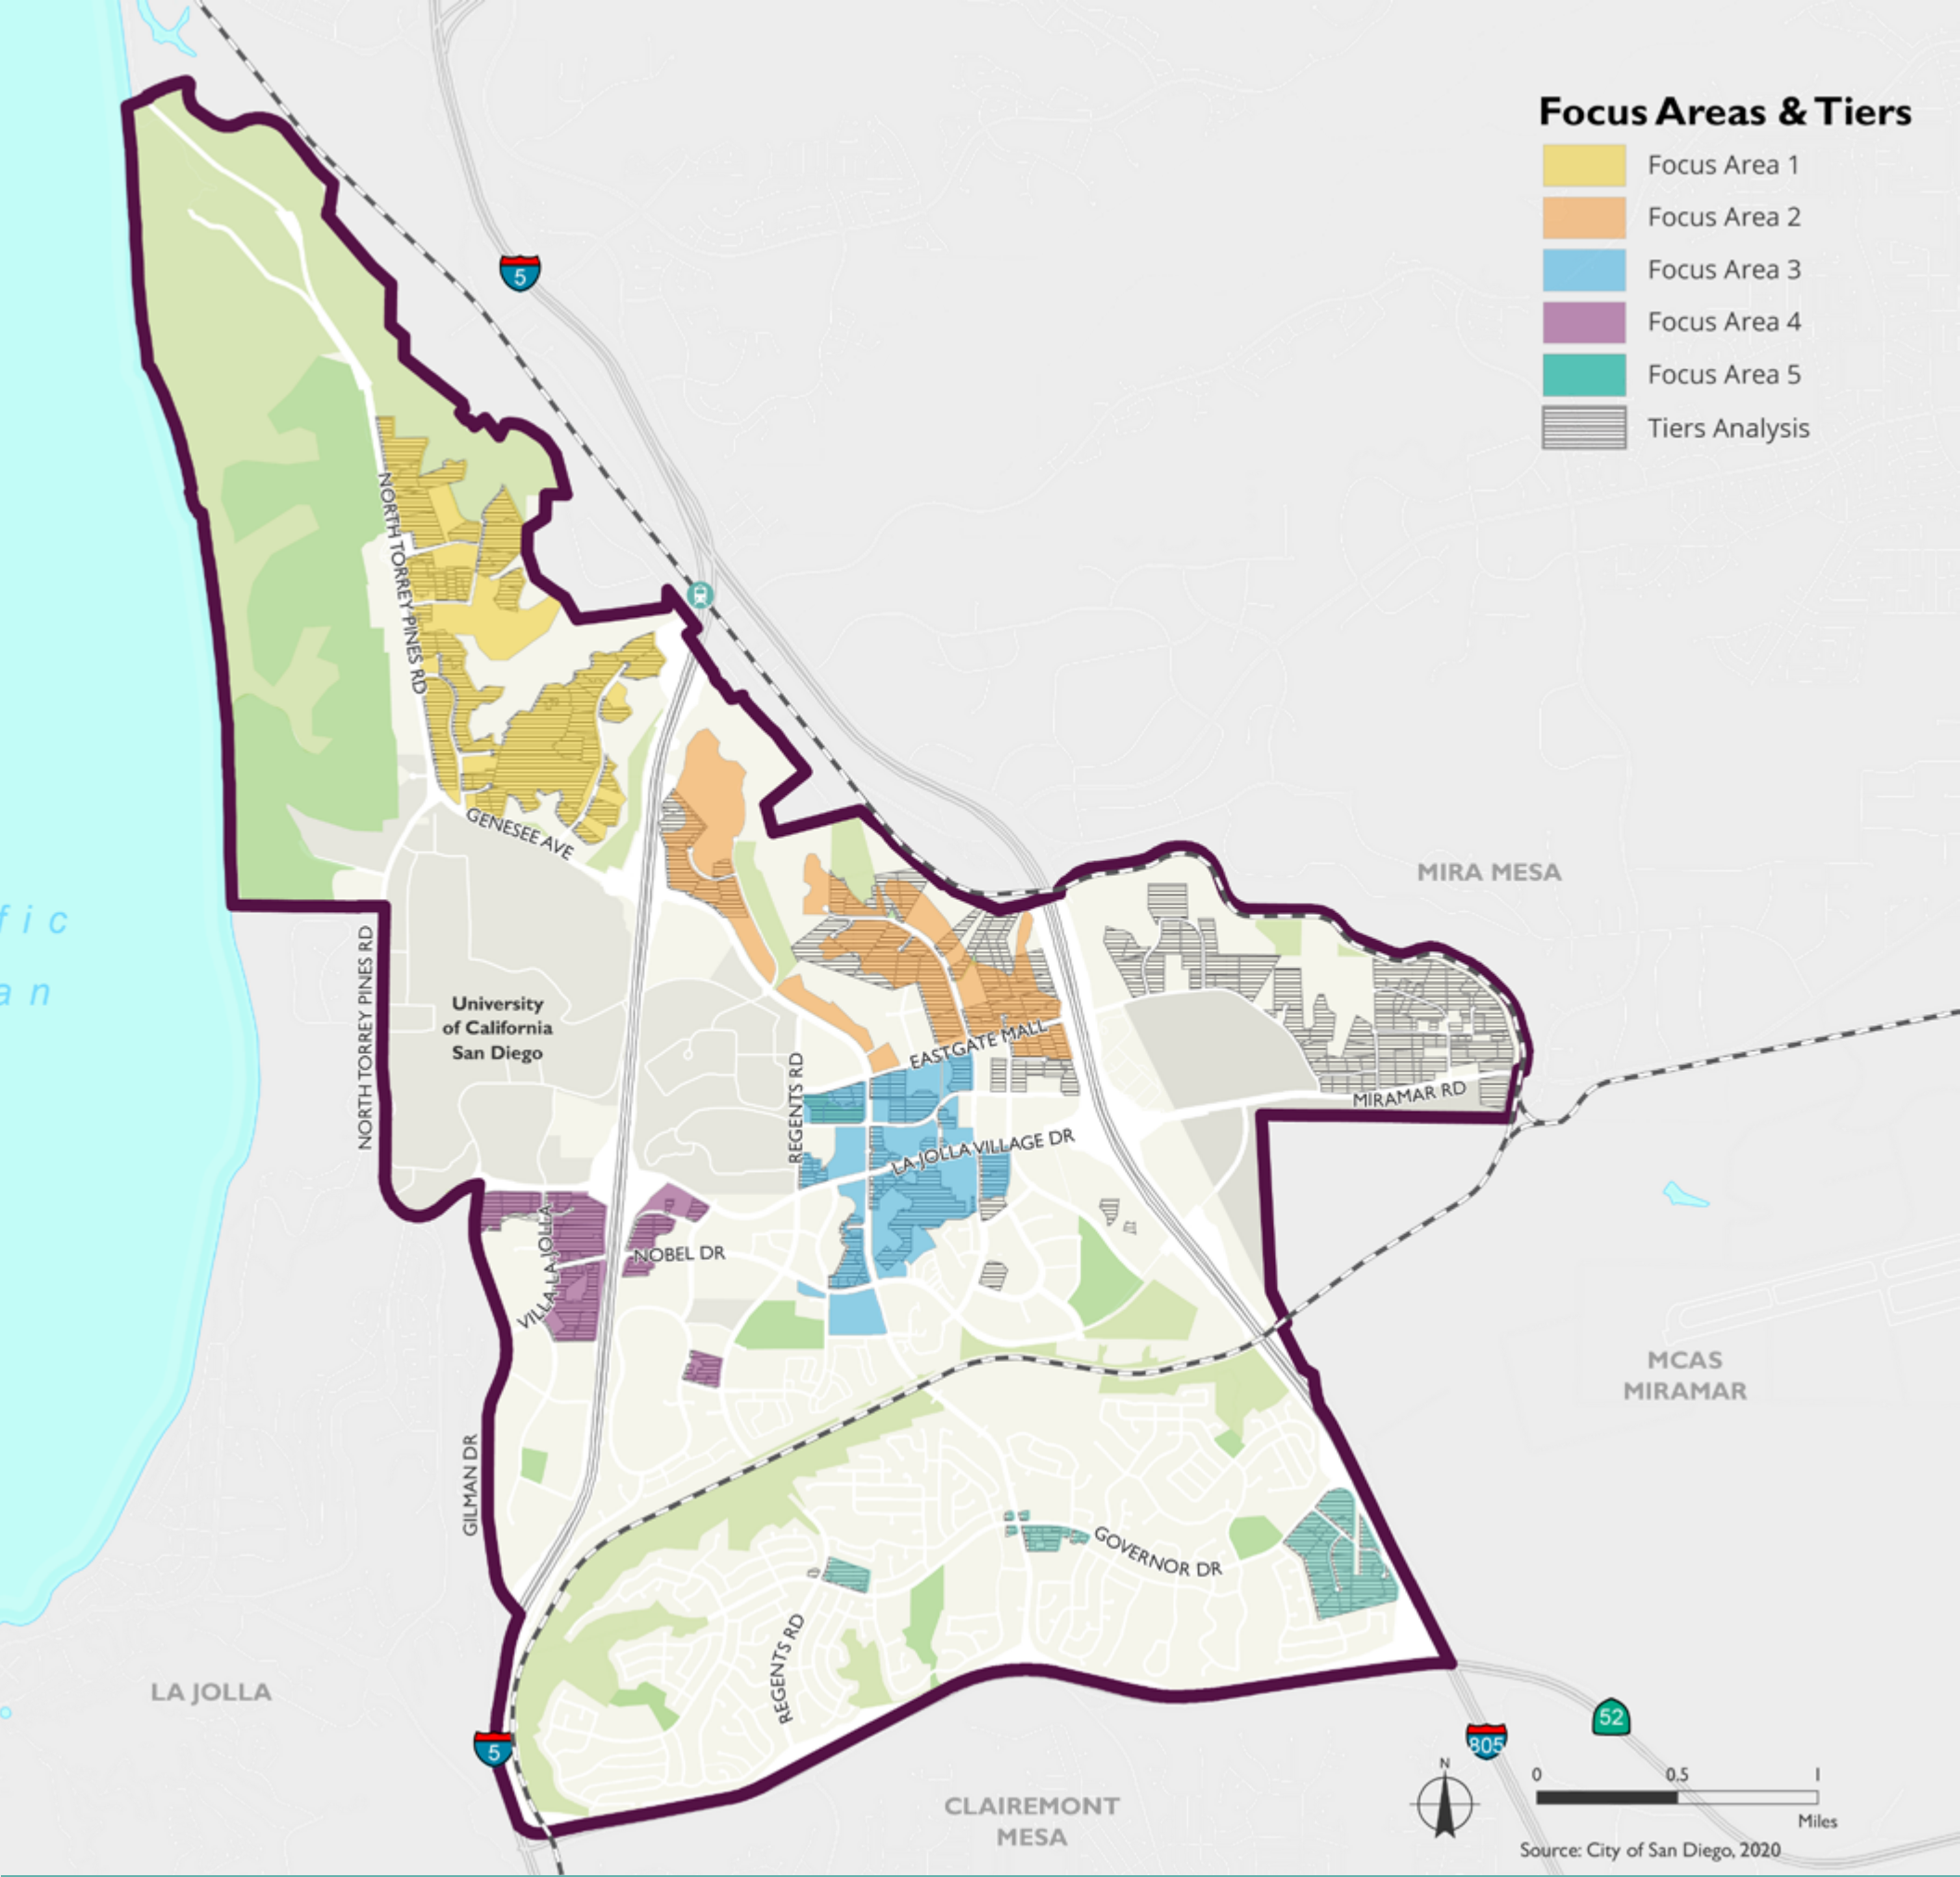 Focus Areas & Tiers
Focus Area 1
Focus Area 2
Focus Area 3
Focus Area 4
Focus Area 5
Tiers Analysis
5
NORTH TORREY PINES RD
GENESEE AVE
MIRA MESA
fic
an
NORTH TORREY PINES RD
University
of California
San Diego
EASTGATE MALL
REGENTS RD
MIRAMAR RD
LA JOLLA VILLAGE DR
VILLA LA JOLLA
NOBEL DR
MCAS
MIRAMAR
GILMAN DR
GOVERNOR DR
REGENTS RD
LA JOLLA
5
52
805
N
0 0.5 1
Miles
CLAIREMONT
MESA
Source: City of San Diego, 2020